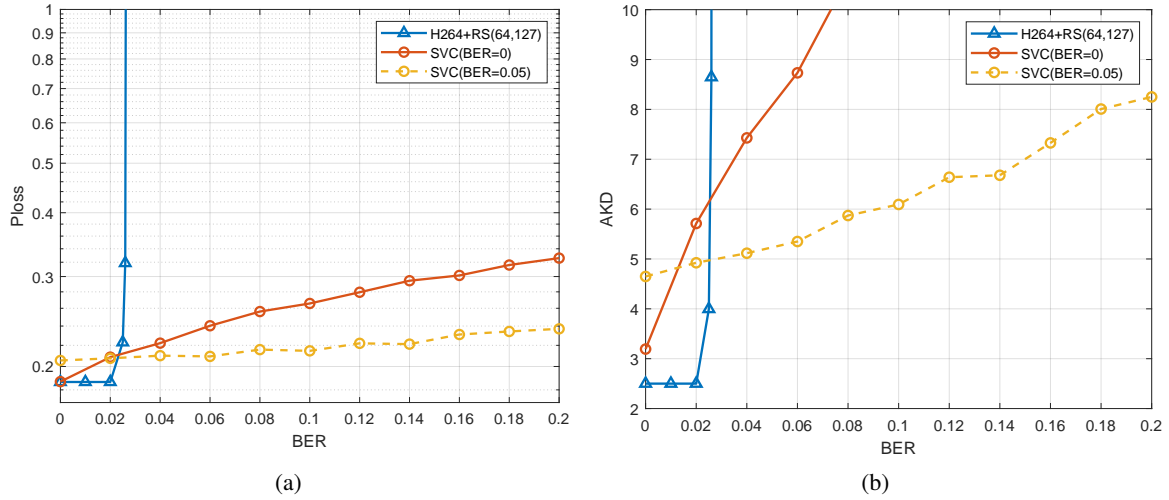 1
0.9
0.8
0.7
0.6
0.5
0.4
0.3
0.2
Ploss
H264+RS(64,127)
SVC(BER=0)
SVC(BER=0.05)
0 0.02 0.04 0.06 0.08 0.1 0.12 0.14 0.16 0.18 0.2
BER
(a)
10
9
8
7
6
5
4
3
2
AKD
H264+RS(64,127)
SVC(BER=0)
SVC(BER=0.05)
0 0.02 0.04 0.06 0.08 0.1 0.12 0.14 0.16 0.18 0.2
BER
(b)